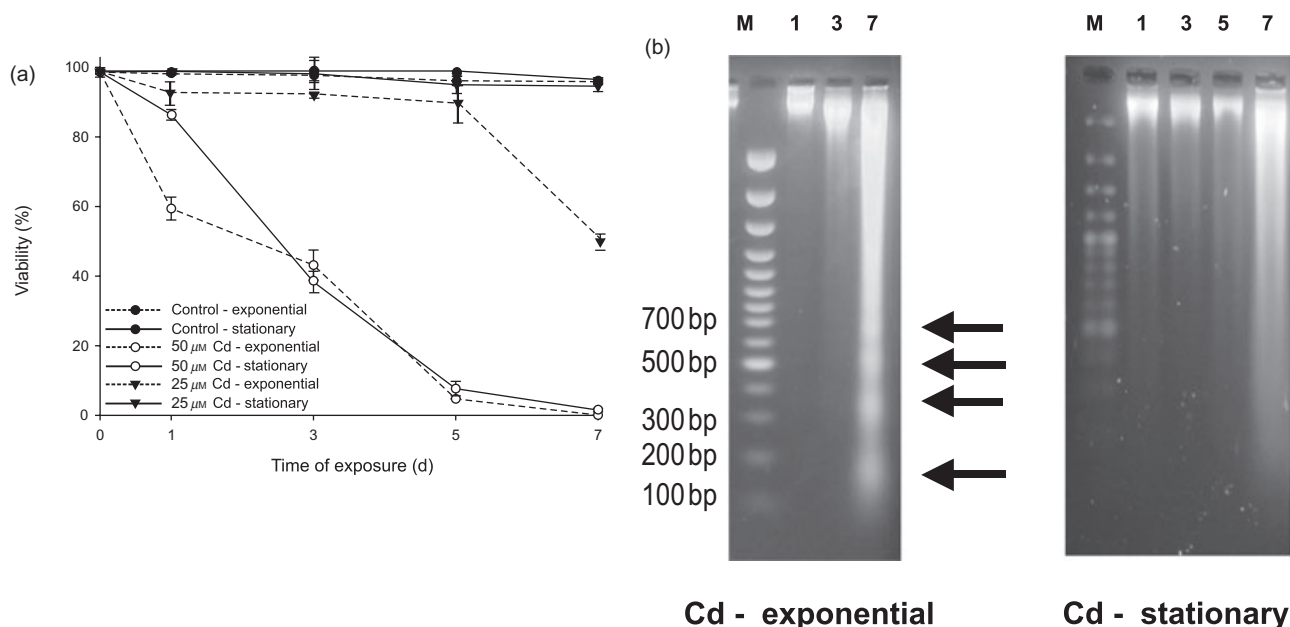 (a)
100
80
60
40
20
0
Viability (%)
Control - exponential
Control - stationary
50 μM Cd - exponential
50 μM Cd - stationary
25 μM Cd - exponential
25 μM Cd - stationary
0 1 3 5 7
Time of exposure (d)
(b)
M 1 3 7
700 bp
500 bp
300 bp
200 bp
100 bp
Cd - exponential
M 1 3 5 7
Cd - stationary